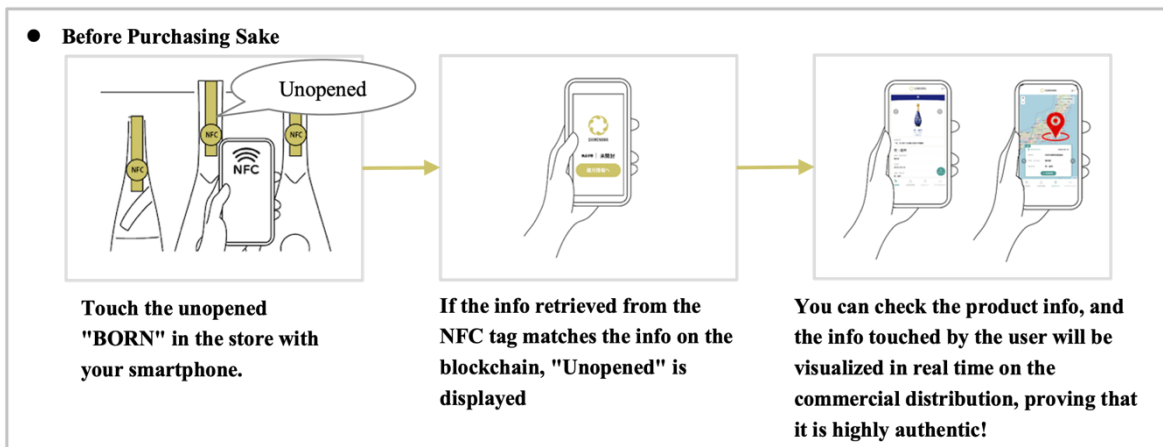 ● Before Purchasing Sake
Unopened
NFC
NFC
NFC
NFC
未開封
Touch the unopened
"BORN" in the store with
your smartphone.
If the info retrieved from the
NFC tag matches the info on the
blockchain, "Unopened" is
displayed
You can check the product info, and
the info touched by the user will be
visualized in real time on the
commercial distribution, proving that
it is highly authentic!